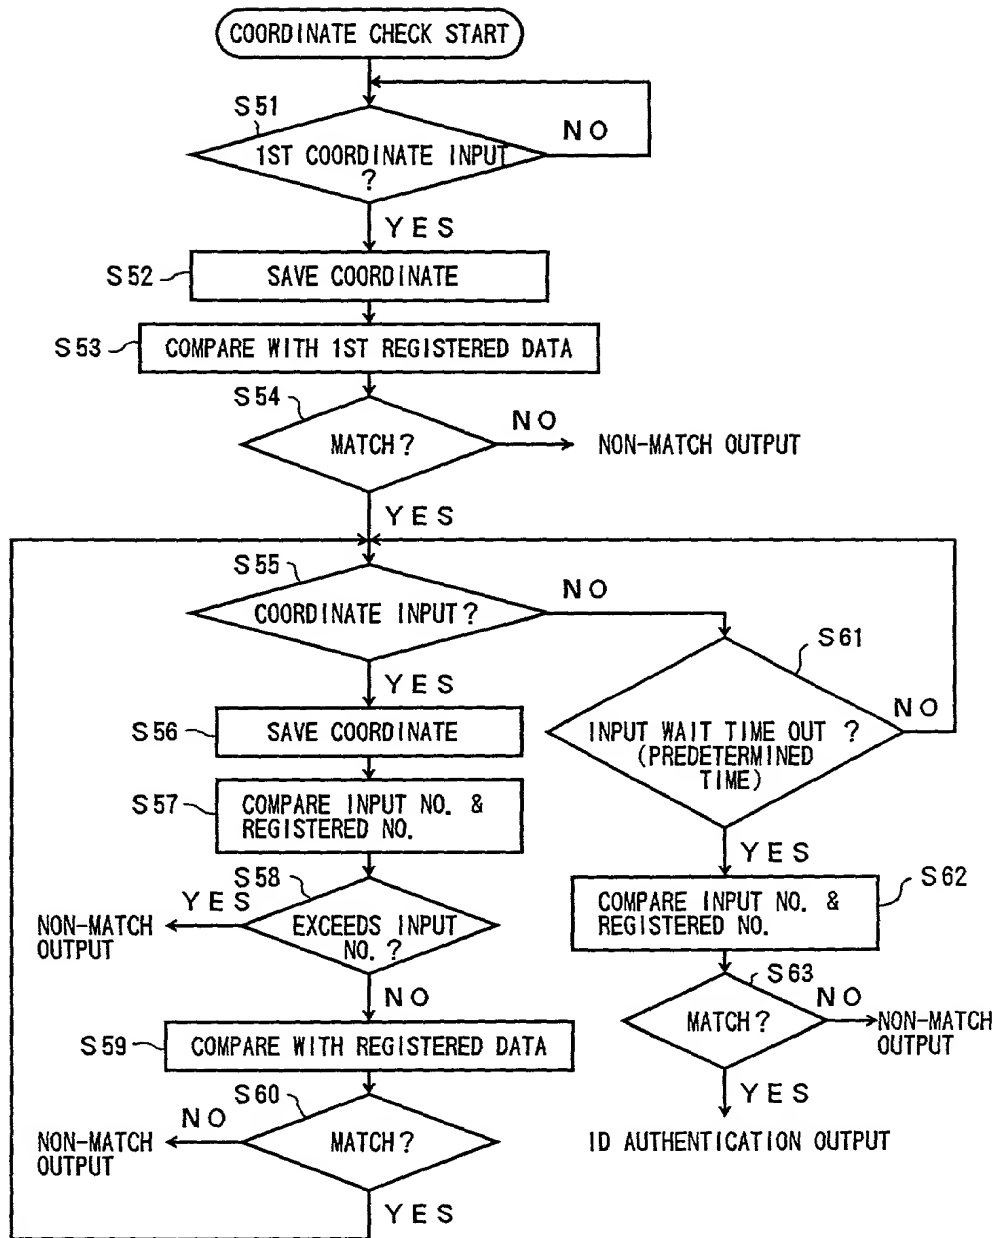 COORDINATE CHECK START
S51
1ST COORDINATE INPUT
?
NO
YES
S52
SAVE COORDINATE
S53
COMPARE WITH 1ST REGISTERED DATA
S54
MATCH?
NO
NON-MATCH OUTPUT
YES
S55
COORDINATE INPUT?
NO
YES
S56
SAVE COORDINATE
S57
COMPARE INPUT NO. &
REGISTERED NO.
S58
EXCEEDS INPUT
NO. ?
YES
NON-MATCH
OUTPUT
NO
S59
COMPARE WITH REGISTERED DATA
S60
MATCH?
NO
NON-MATCH
OUTPUT
YES
S61
INPUT WAIT TIME OUT ?
(PREDETERMINED
TIME)
NO
YES
S62
COMPARE INPUT NO. &
REGISTERED NO.
S63
MATCH?
NO
NON-MATCH
OUTPUT
YES
ID AUTHENTICATION OUTPUT